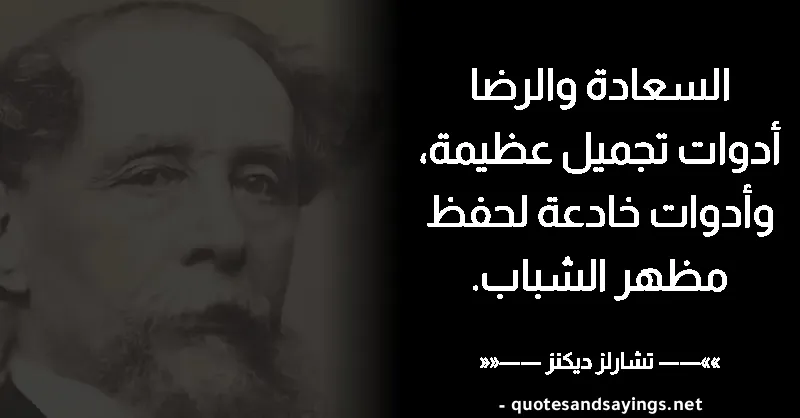 السعادة والرضا
أدوات تجميل عظيمة،
وأدوات خادعة لحفظ
مظهر الشباب.
»»—— تشارلز ديكنز ——««
- quotesandsayings.net